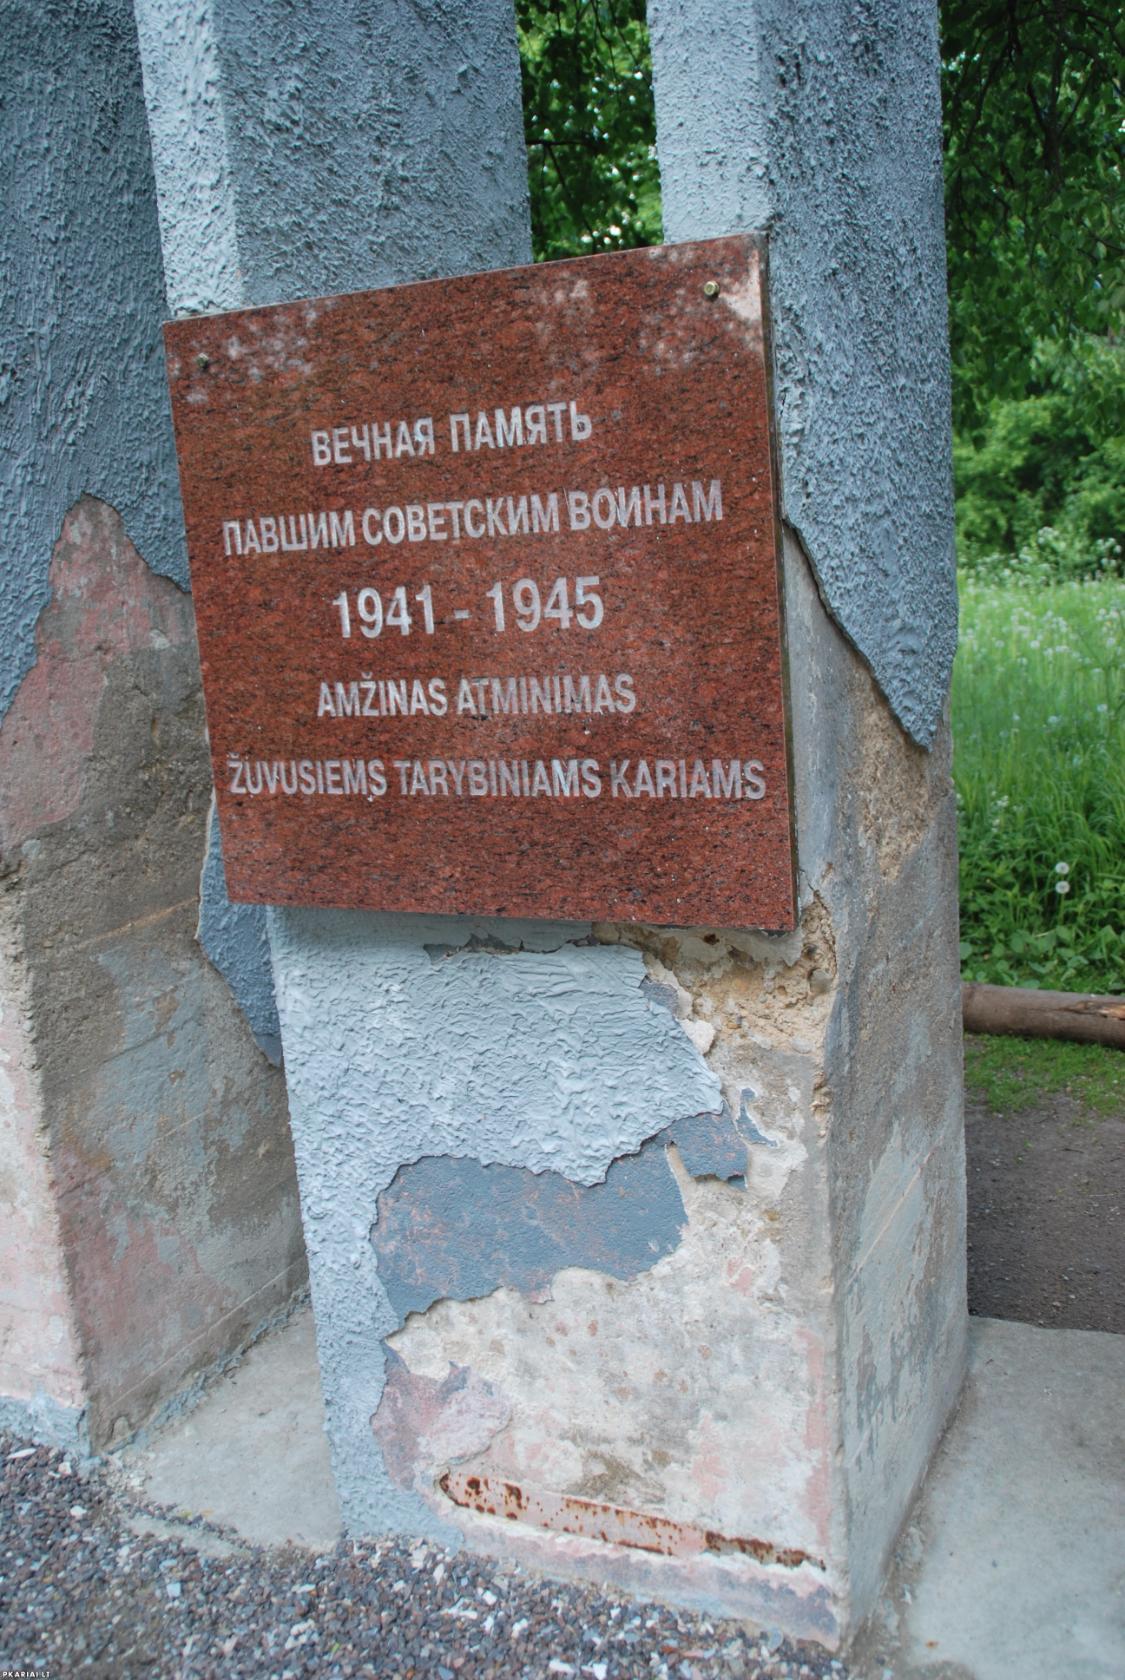 ВЕЧНАЯ ПАМЯТЬ
ПАВШИМ СОВЕТСКИМ ВОИНАМ
1941 - 1945
AMŽINAS ATMINIMAS
ŽUVUSIEMS TARYBINIAMS KARIAMS
PKARIAI.LT